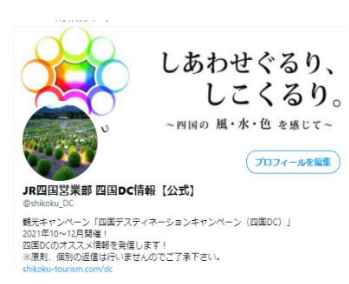 しあわせぐるり、
しこくるり。
～四国の 風・水・色 を感じて～
プロフィールを編集
JR四国営業部 四国DC情報【公式】
@shikoku_DC
観光キャンペーン「四国デスティネーションキャンペーン（四国DC）」
2021年10～12月開催！
四国DCのオススメ情報を発信します！
※原則、個別の返信は行いませんのでご了承下さい。
shikoku-tourism.com/dc